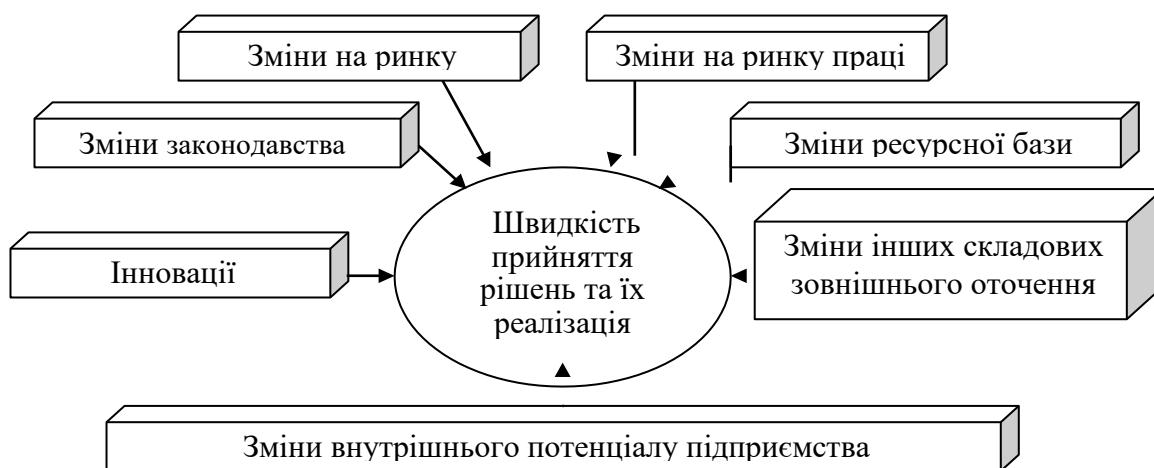 Зміни на ринку
Зміни на ринку праці
Зміни законодавства
Зміни ресурсної бази
Швидкість
прийняття
рішень та їх
реалізація
Інновації
Зміни інших складових
зовнішнього оточення
Зміни внутрішнього потенціалу підприємства